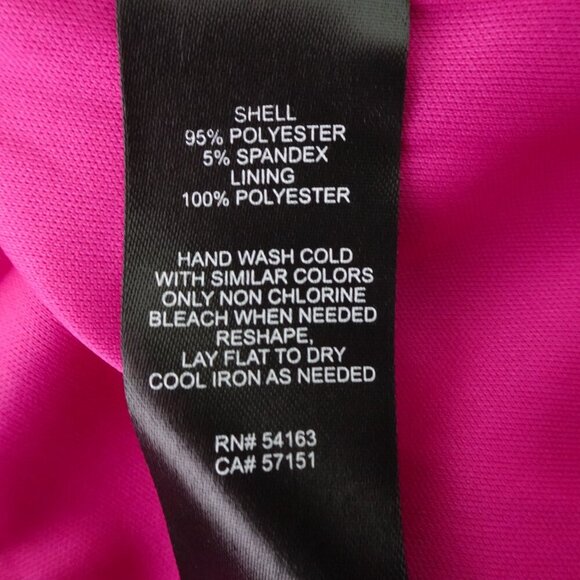 SHELL
95% POLYESTER
5% SPANDEX
LINING
100% POLYESTER
HAND WASH COLD
WITH SIMILAR COLORS
ONLY NON CHLORINE
BLEACH WHEN NEEDED
RESHAPE,
LAY FLAT TO DRY
COOL IRON AS NEEDED
RN# 54163
CA# 57151